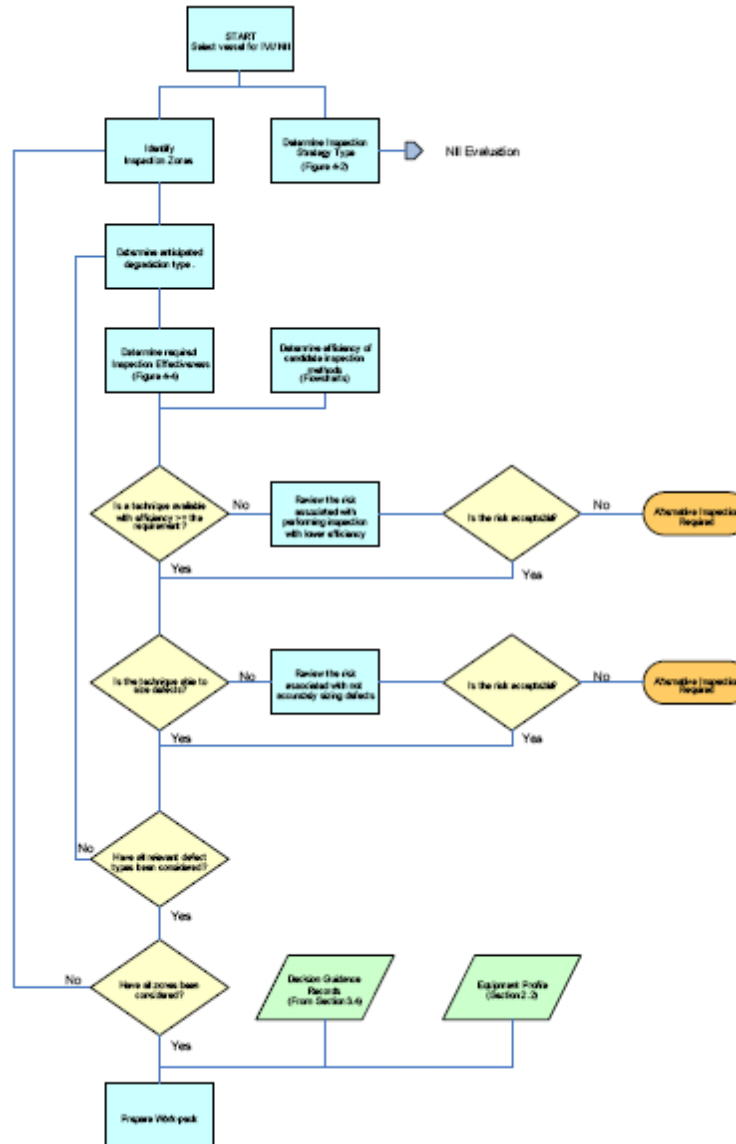 START
Select vessel for IVI/NII
Identify
Inspection Zones
Determine Inspection
Strategy Type
(Figure 4-2)
NII Evaluation
Determine anticipated
degradation type .
Determine required
Inspection Effectiveness
(Figure 4-4)
Determine efficiency of
candidate inspection
methods
(Flowcharts)
Is a technique available
with efficiency >= the
requirement?
No
Review the risk
associated with
performing inspection
with lower efficiency
Is the risk acceptable?
No
Alternative Inspection
Required
Yes
Yes
Is the technique able to
size defects?
No
Review the risk
associated with not
accurately sizing defects
Is the risk acceptable?
No
Alternative Inspection
Required
Yes
Yes
No
Have all relevant defect
types been considered?
Yes
No
Have all zones been
considered?
Decision Guidance
Records
(From Section 3.4)
Equipment Profile
(Section 2.2)
Yes
Prepare Work-pack